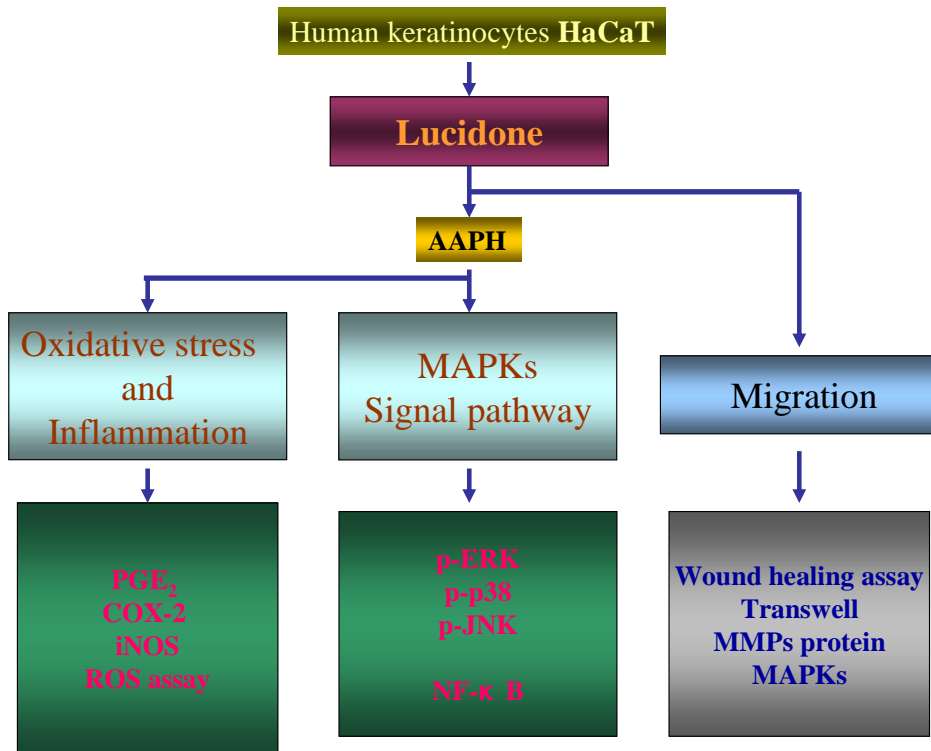 Human keratinocytes HaCaT
Lucidone
AAPH
Oxidative stress
and
Inflammation
MAPKs
Signal pathway
Migration
PGE₂
COX-2
iNOS
ROS assay
p-ERK
p-p38
p-JNK
NF-κ B
Wound healing assay
Transwell
MMPs protein
MAPKs